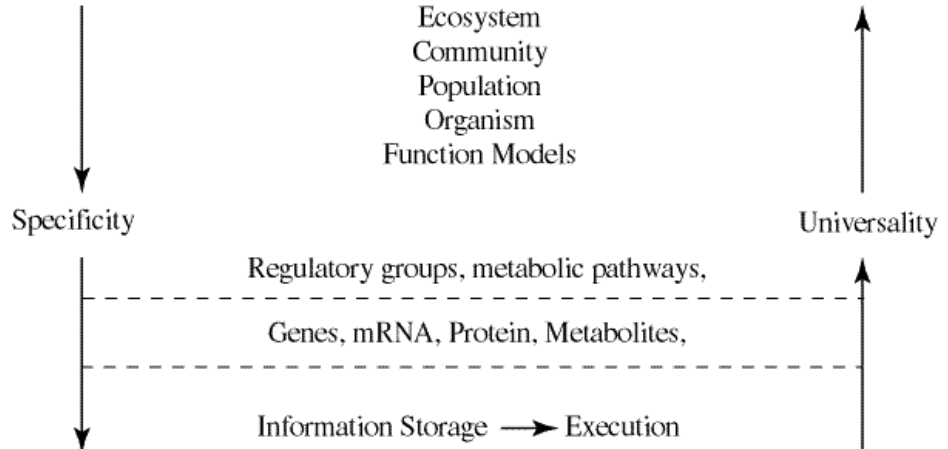 Ecosystem
Community
Population
Organism
Function Models
Specificity
Universality
Regulatory groups, metabolic pathways,
Genes, mRNA, Protein, Metabolites,
Information Storage → Execution